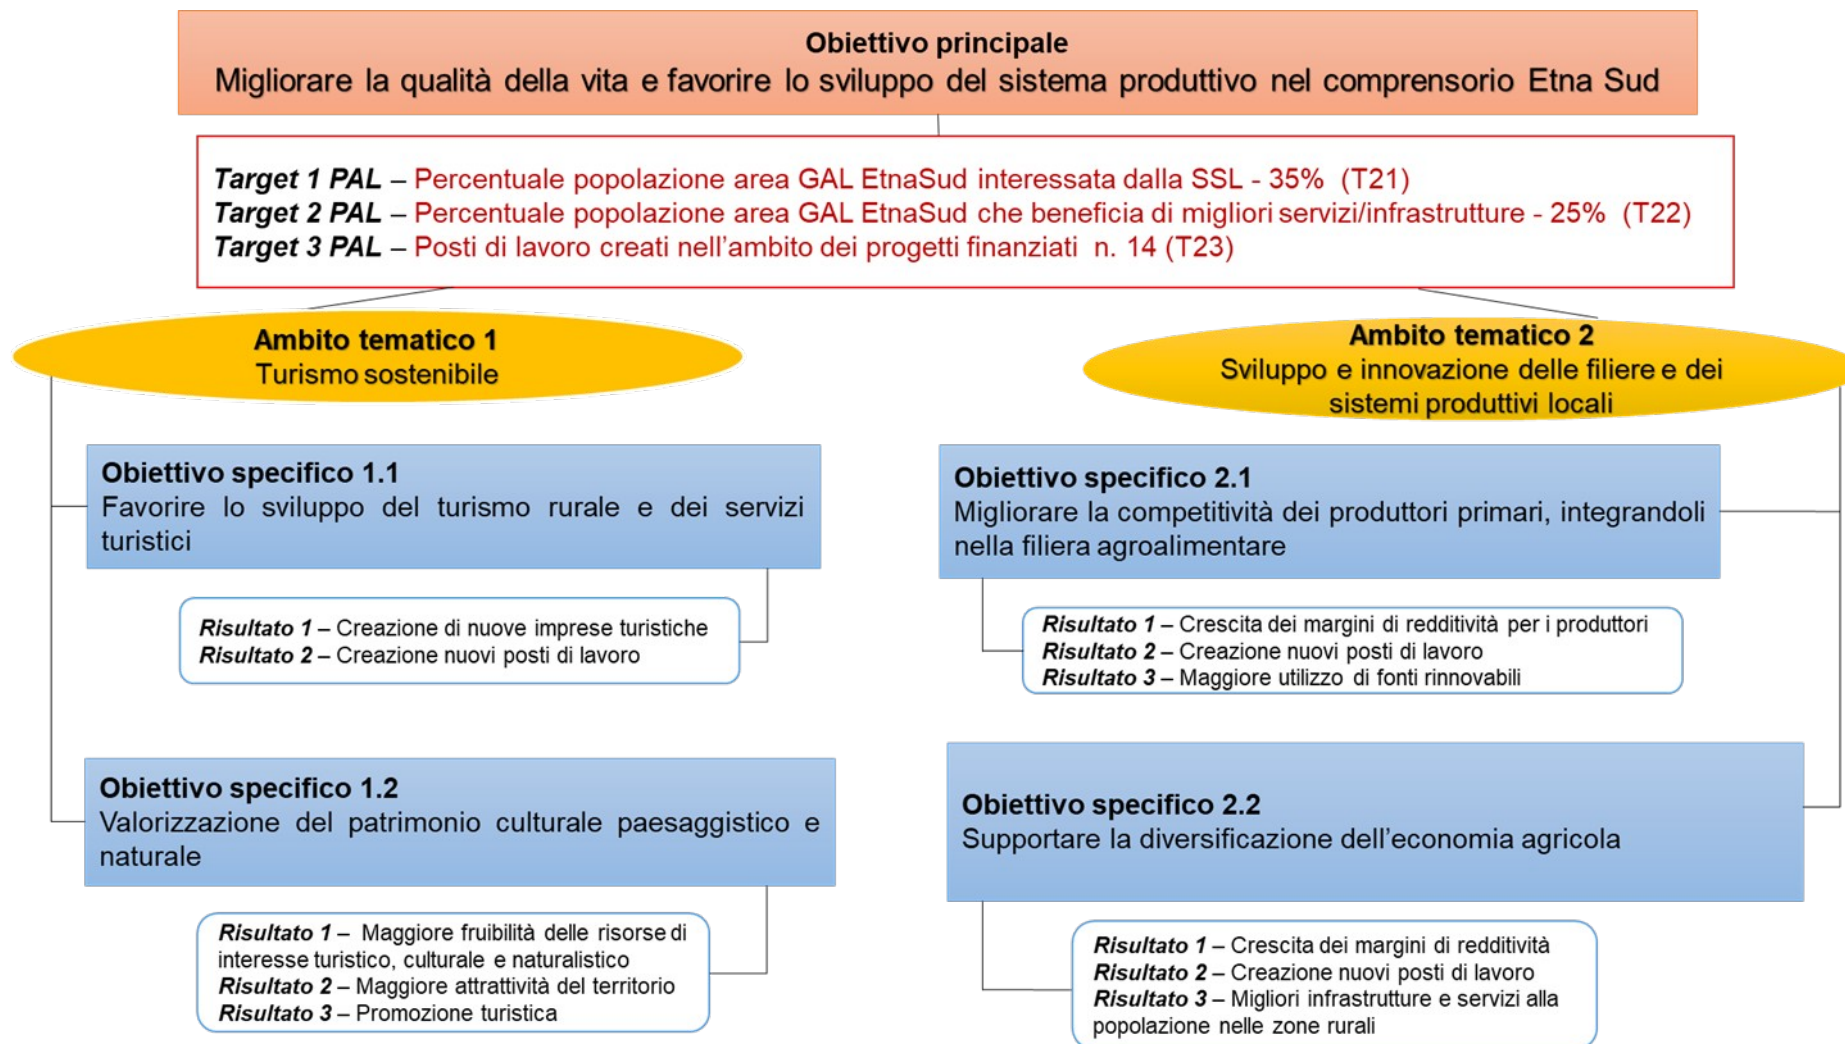 Obiettivo principale
Migliorare la qualità della vita e favorire lo sviluppo del sistema produttivo nel comprensorio Etna Sud
Target 1 PAL – Percentuale popolazione area GAL EtnaSud interessata dalla SSL - 35% (T21)
Target 2 PAL – Percentuale popolazione area GAL EtnaSud che beneficia di migliori servizi/infrastrutture - 25% (T22)
Target 3 PAL – Posti di lavoro creati nell'ambito dei progetti finanziati n. 14 (T23)
Ambito tematico 1
Turismo sostenibile
Obiettivo specifico 1.1
Favorire lo sviluppo del turismo rurale e dei servizi
turistici
Risultato 1 – Creazione di nuove imprese turistiche
Risultato 2 – Creazione nuovi posti di lavoro
Obiettivo specifico 1.2
Valorizzazione del patrimonio culturale paesaggistico e
naturale
Risultato 1 – Maggiore fruibilità delle risorse di
interesse turistico, culturale e naturalistico
Risultato 2 – Maggiore attrattività del territorio
Risultato 3 – Promozione turistica
Ambito tematico 2
Sviluppo e innovazione delle filiere e dei
sistemi produttivi locali
Obiettivo specifico 2.1
Migliorare la competitività dei produttori primari, integrandoli
nella filiera agroalimentare
Risultato 1 – Crescita dei margini di redditività per i produttori
Risultato 2 – Creazione nuovi posti di lavoro
Risultato 3 – Maggiore utilizzo di fonti rinnovabili
Obiettivo specifico 2.2
Supportare la diversificazione dell'economia agricola
Risultato 1 – Crescita dei margini di redditività
Risultato 2 – Creazione nuovi posti di lavoro
Risultato 3 – Migliori infrastrutture e servizi alla
popolazione nelle zone rurali